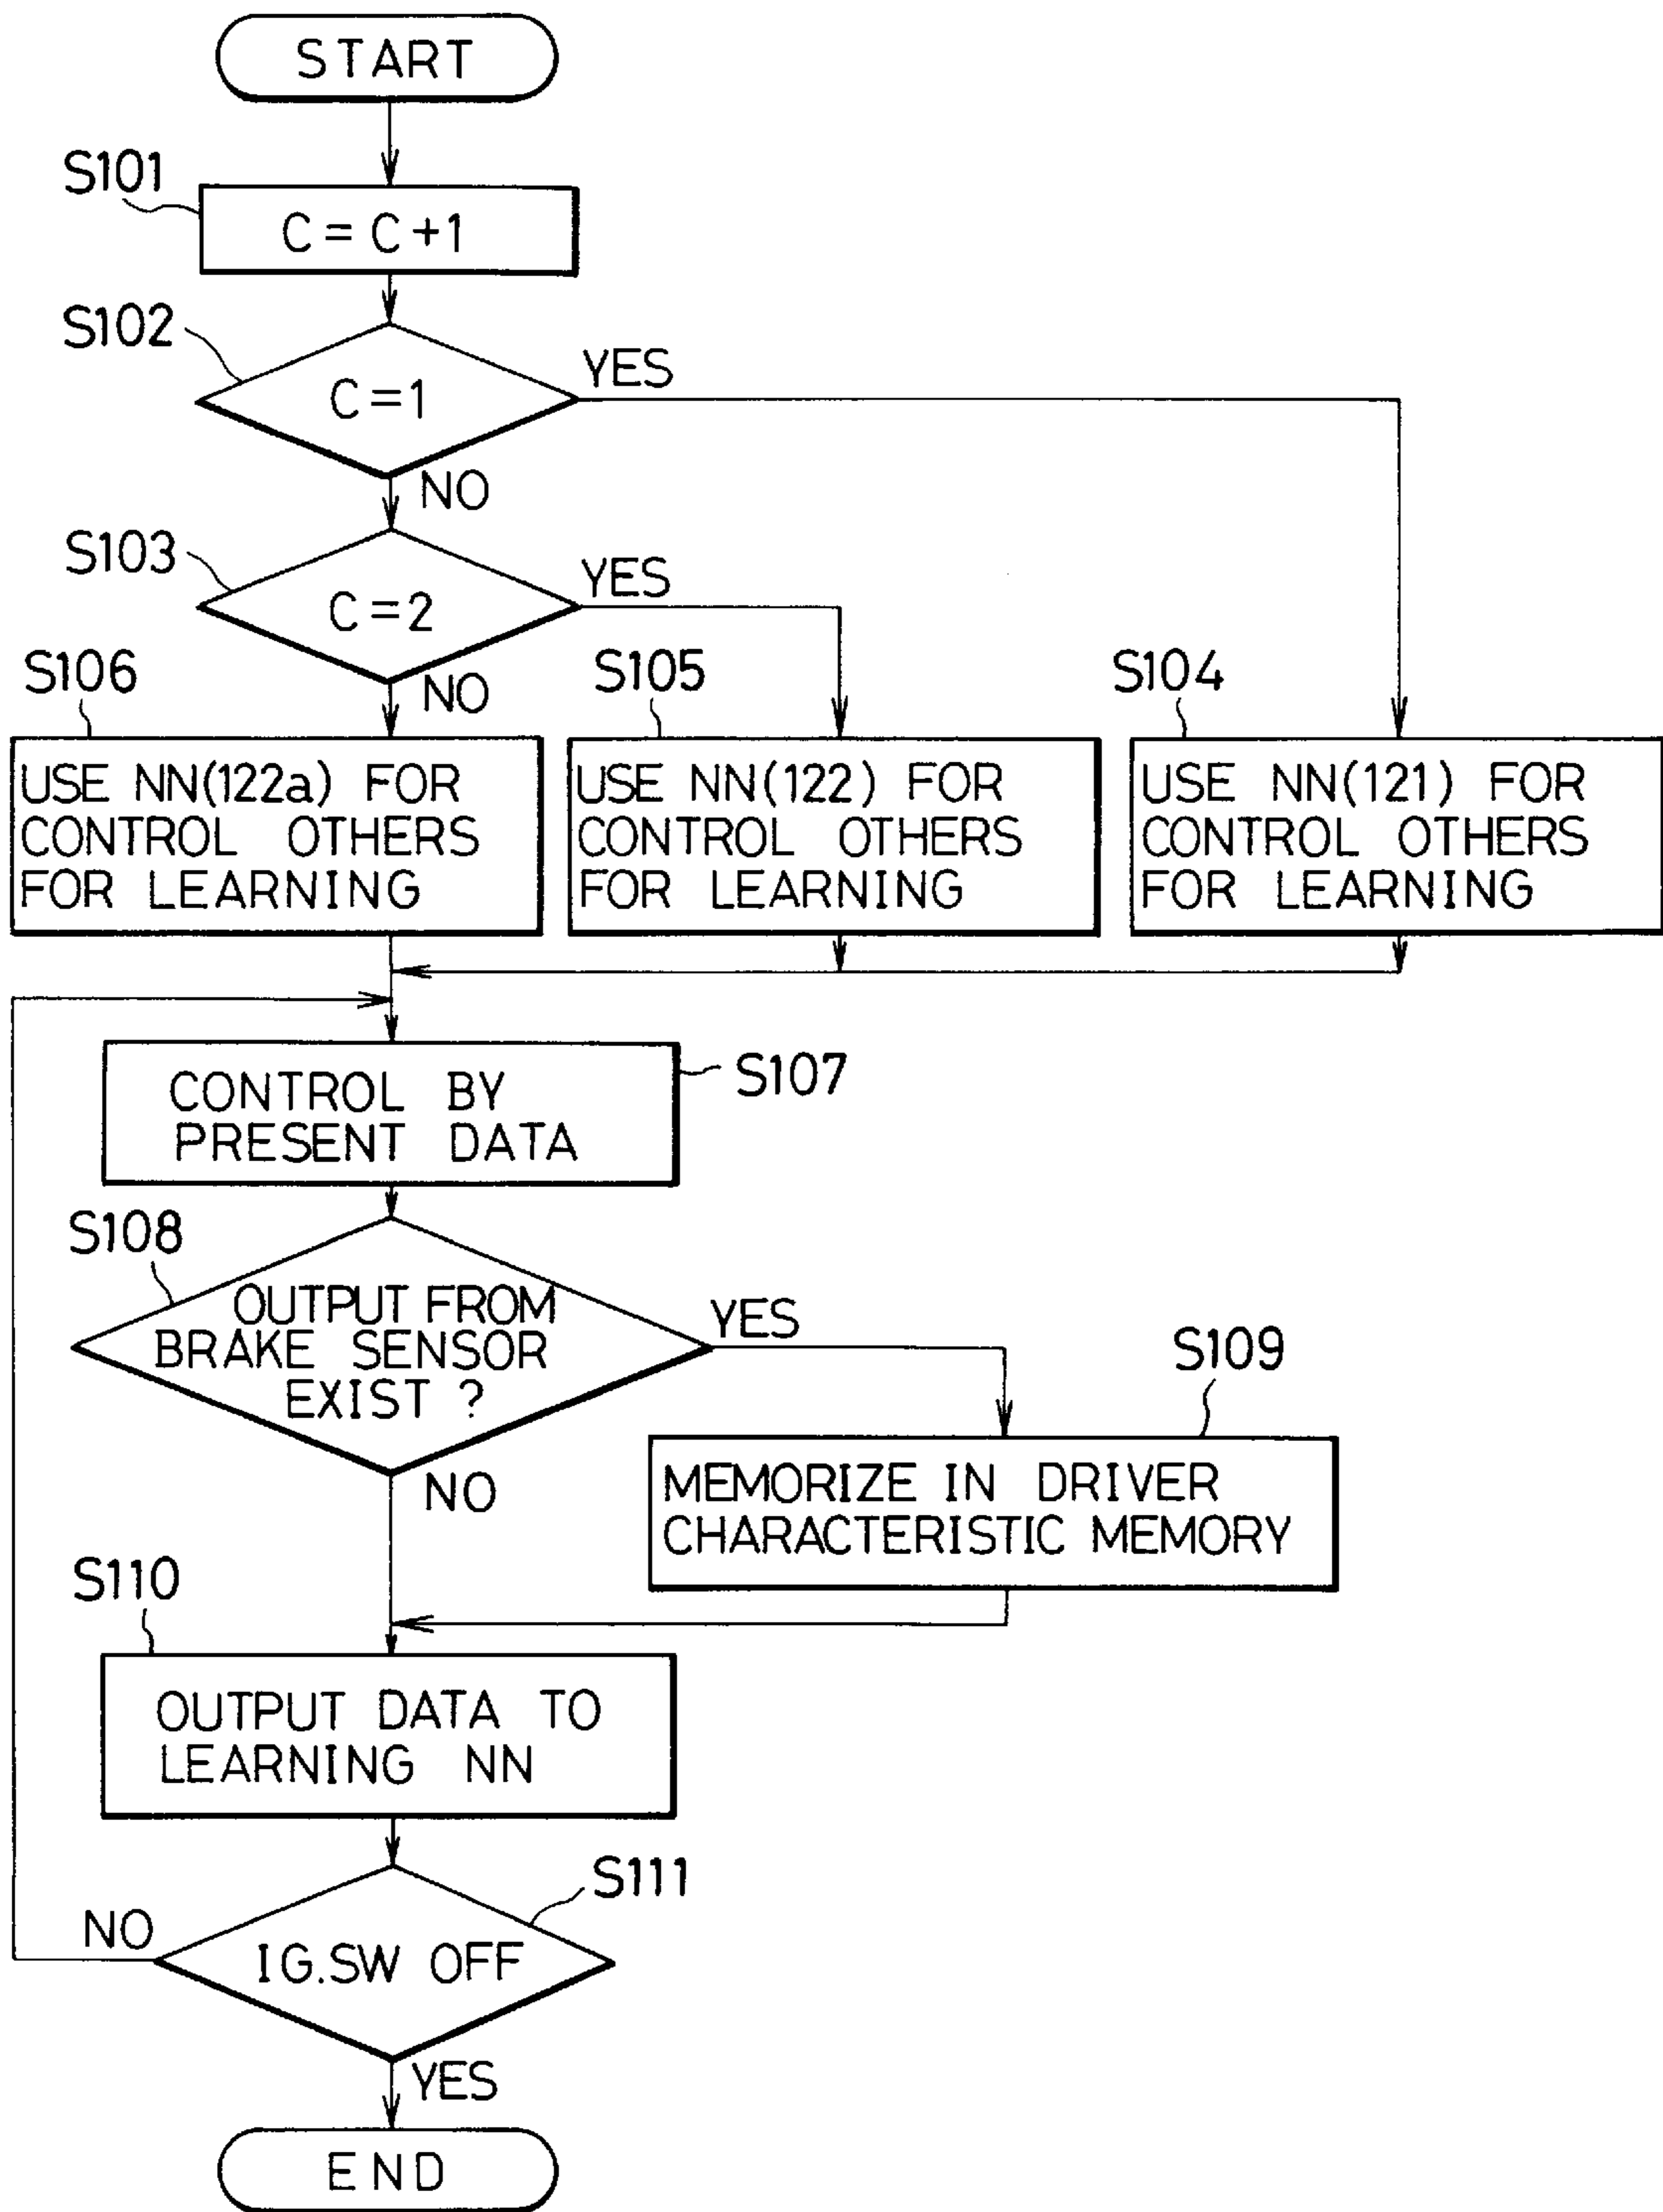 START
S101
C=C+1
S102
C=1
YES
NO
S103
C=2
YES
NO
S106
USE NN(122a) FOR
CONTROL OTHERS
FOR LEARNING
S105
USE NN(122) FOR
CONTROL OTHERS
FOR LEARNING
S104
USE NN(121) FOR
CONTROL OTHERS
FOR LEARNING
CONTROL BY
PRESENT DATA
S107
S108
OUTPUT FROM
BRAKE SENSOR
EXIST ?
YES
NO
S109
MEMORIZE IN DRIVER
CHARACTERISTIC MEMORY
S110
OUTPUT DATA TO
LEARNING NN
S111
IG.SW OFF
NO
YES
END